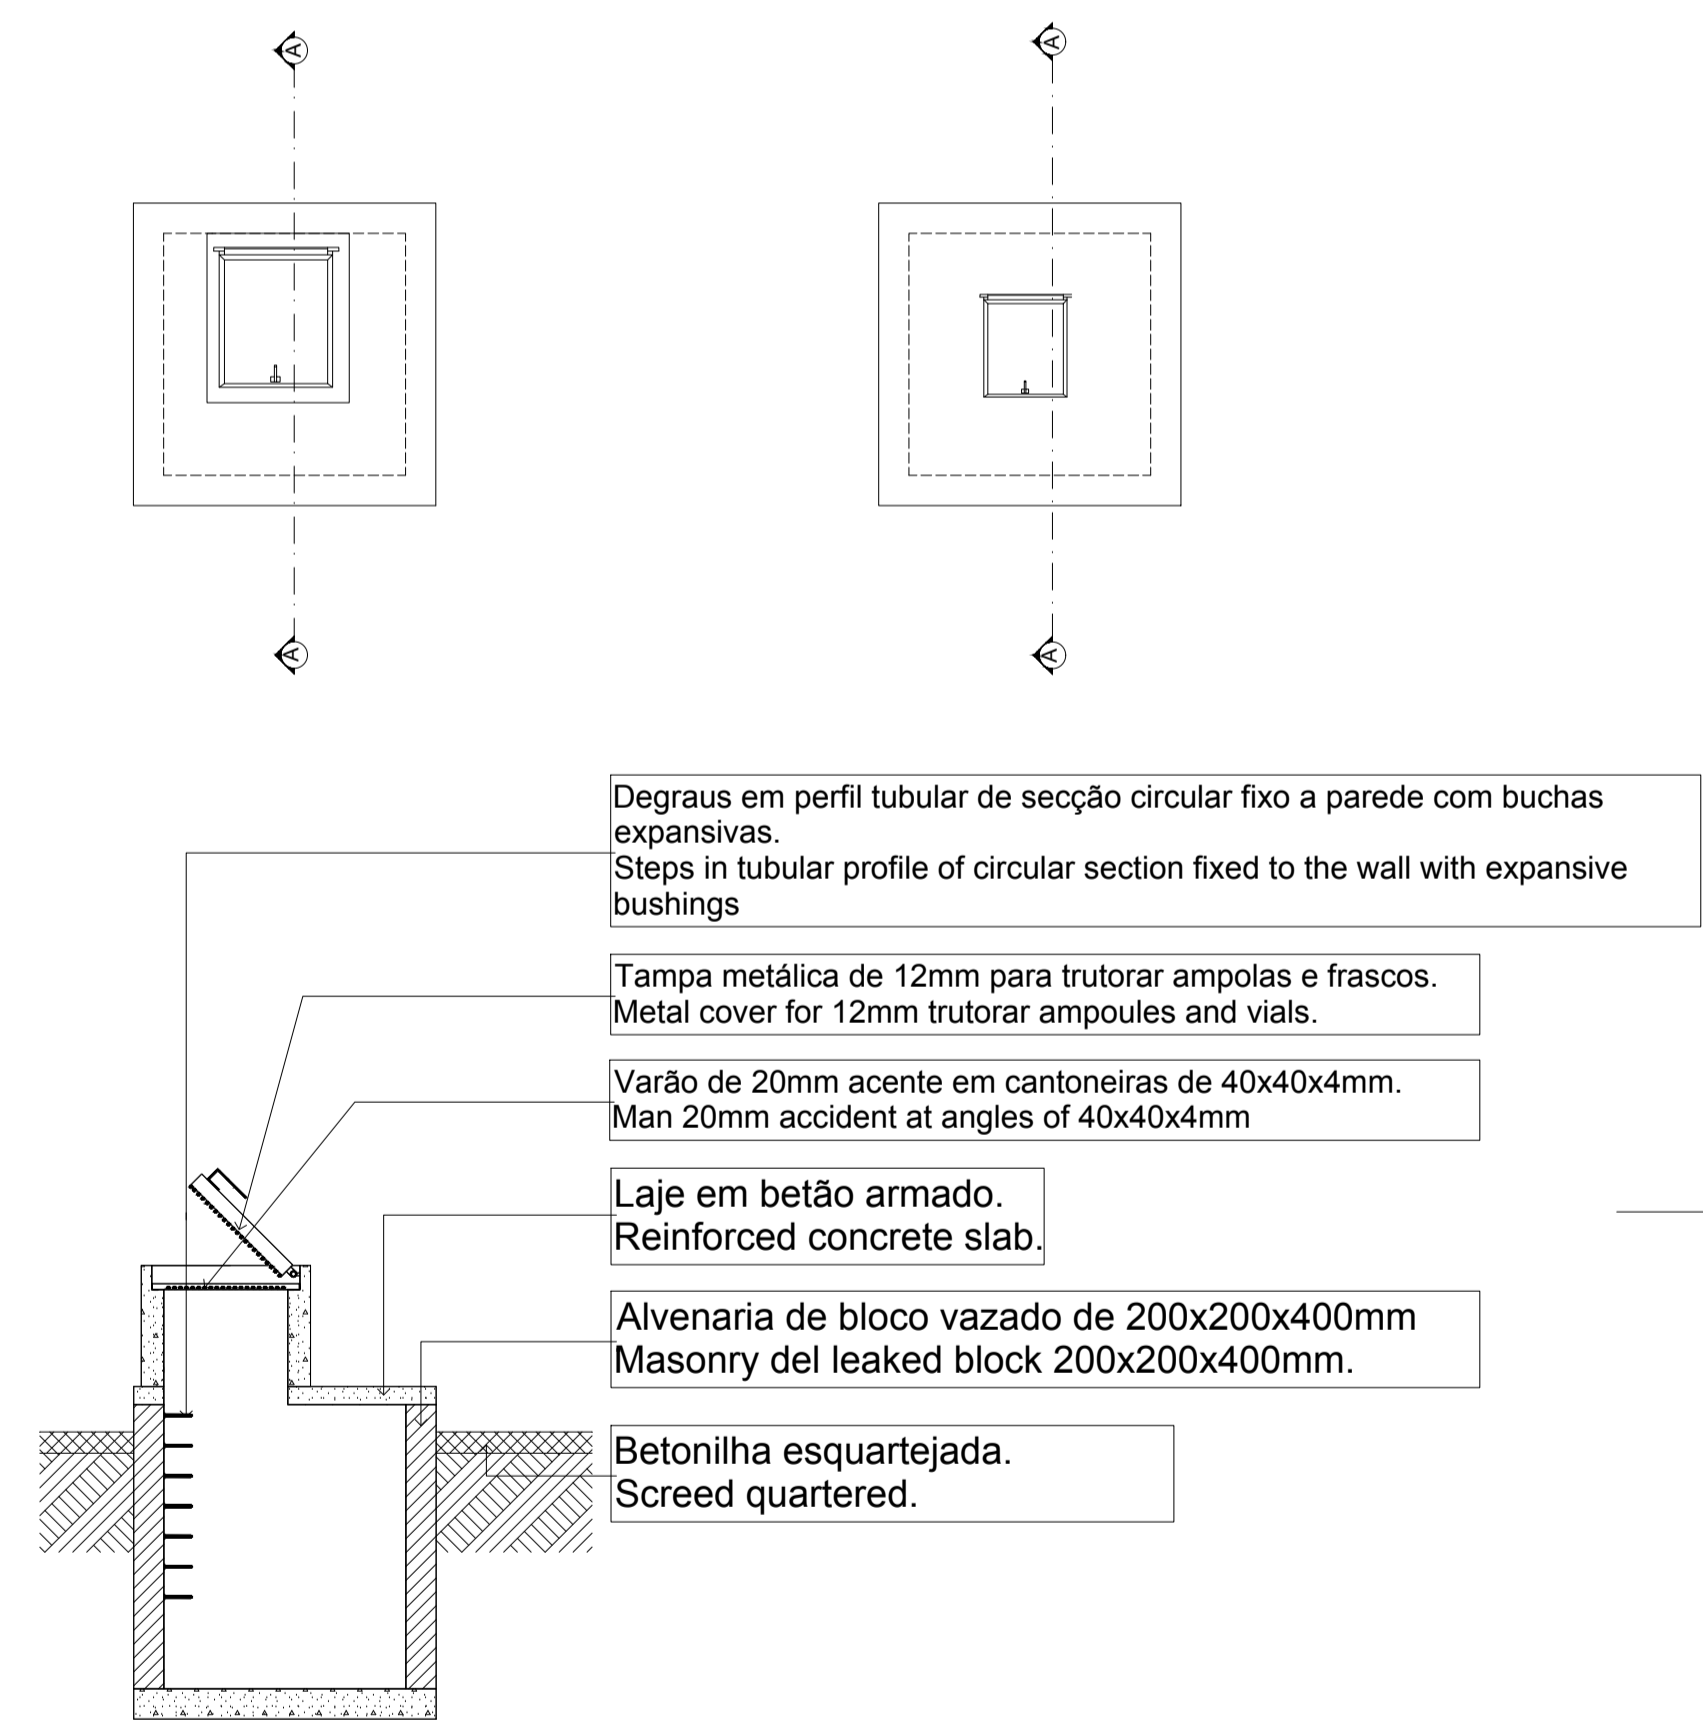 A
A
A
A
Degraus em perfil tubular de secção circular fixo a parede com buchas
expansivas.
Steps in tubular profile of circular section fixed to the wall with expansive
bushings
Tampa metálica de 12mm para trutorar ampolas e frascos.
Metal cover for 12mm trutorar ampoules and vials.
Varão de 20mm acente em cantoneiras de 40x40x4mm.
Man 20mm accident at angles of 40x40x4mm
Laje em betão armado.
Reinforced concrete slab.
Alvenaria de bloco vazado de 200x200x400mm
Masonry del leaked block 200x200x400mm.
Betonilha esquartejada.
Screed quartered.